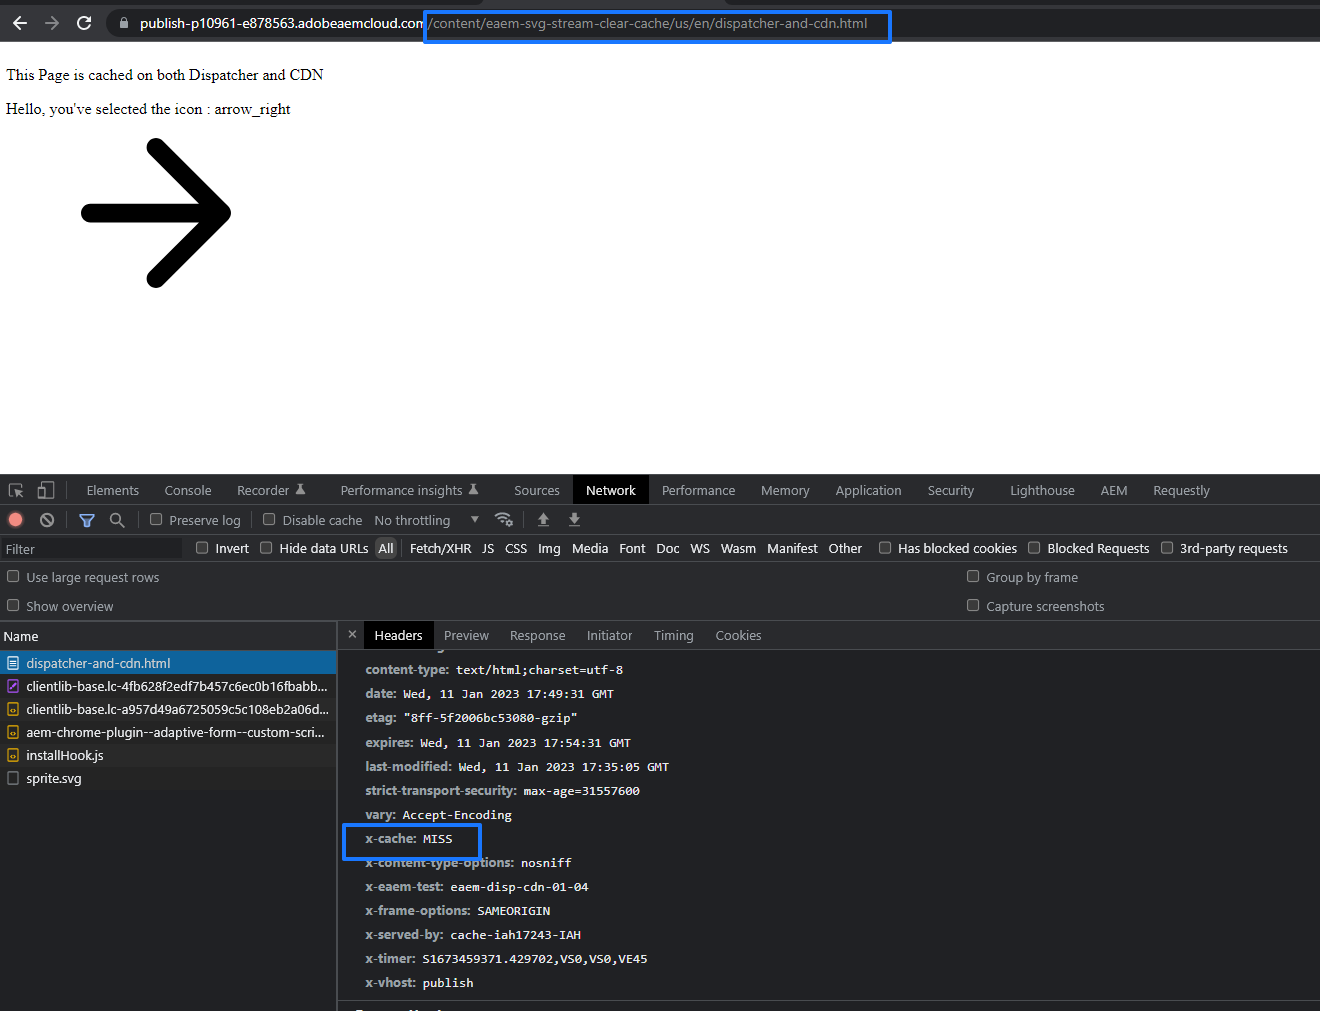 publish-p10961-e878563.adobeaemcloud.com/content/eaem-svg-stream-clear-cache/us/en/dispatcher-and-cdn.html
This Page is cached on both Dispatcher and CDN
Hello, you've selected the icon : arrow_right
Elements Console Recorder Performance insights Sources Network Performance Memory Application Security Lighthouse AEM Requestly
Preserve log Disable cache No throttling
Filter Invert Hide data URLs All Fetch/XHR JS CSS Img Media Font Doc WS Wasm Manifest Other Has blocked cookies Blocked Requests 3rd-party requests
Use large request rows Group by frame
Show overview Capture screenshots
Name
dispatcher-and-cdn.html
clientlib-base.lc-4fb628f2edf7b457c6ec0b16fbabb...
clientlib-base.lc-a957d49a6725059c5c108eb2a06d...
aem-chrome-plugin--adaptive-form--custom-scri...
installHook.js
sprite.svg
× Headers Preview Response Initiator Timing Cookies
content-type: text/html;charset=utf-8
date: Wed, 11 Jan 2023 17:49:31 GMT
etag: "8ff-5f2006bc53080-gzip"
expires: Wed, 11 Jan 2023 17:54:31 GMT
last-modified: Wed, 11 Jan 2023 17:35:05 GMT
strict-transport-security: max-age=31557600
vary: Accept-Encoding
x-cache: MISS
x-content-type-options: nosniff
x-eaem-test: eaem-disp-cdn-01-04
x-frame-options: SAMEORIGIN
x-served-by: cache-iah17243-IAH
x-timer: S1673459371.429702,VS0,VS0,VE45
x-vhost: publish